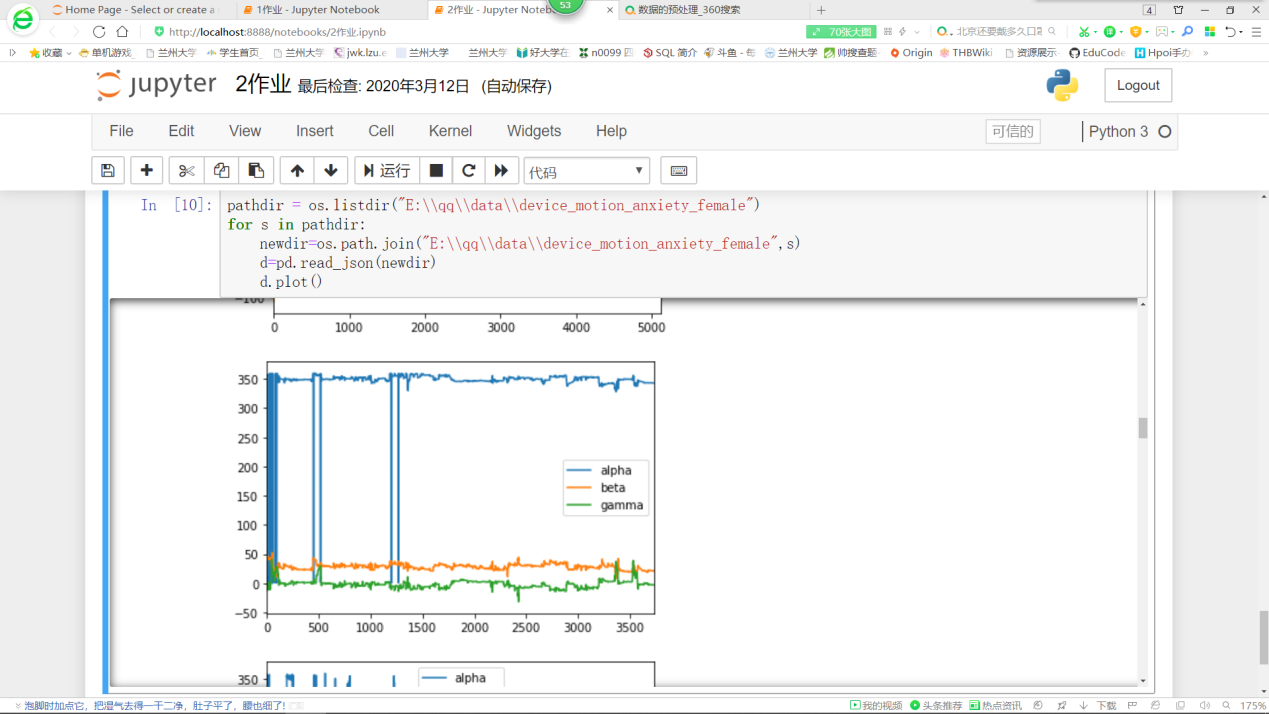 Home Page - Select or create a
1作业 - Jupyter Notebook
2作业 - Jupyter Noteb
53
数据的预处理_360搜索
4
http://localhost:8888/notebooks/2作业.ipynb
70张大图
北京还要戴多久口罩
收藏
单机游戏
兰州大学
学生首页
兰州大学
jwk.lzu.e
兰州大学
兰州大学
好大学在
n0099 四
SQL 简介
斗鱼 - 每
兰州大学
帅搜查题
Origin
THBWiki
资源展示
EduCode
Hpoi手办
jupyter 2作业 最后检查: 2020年3月12日 (自动保存)
Logout
File Edit View Insert Cell Kernel Widgets Help
可信的
Python 3
运行
代码
In [10]:
pathdir = os.listdir("E:\\qq\\data\\device_motion_anxiety_female")
for s in pathdir:
    newdir=os.path.join("E:\\qq\\data\\device_motion_anxiety_female",s)
    d=pd.read_json(newdir)
    d.plot()
−100
0 1000 2000 3000 4000 5000
350
300
250
200
150
100
50
0
−50
alpha
beta
gamma
0 500 1000 1500 2000 2500 3000 3500
350
alpha
泡脚时加点它，把湿气去得一干二净，肚子平了，腰也细了!
我的视频
头条推荐
热点资讯
下载
175%